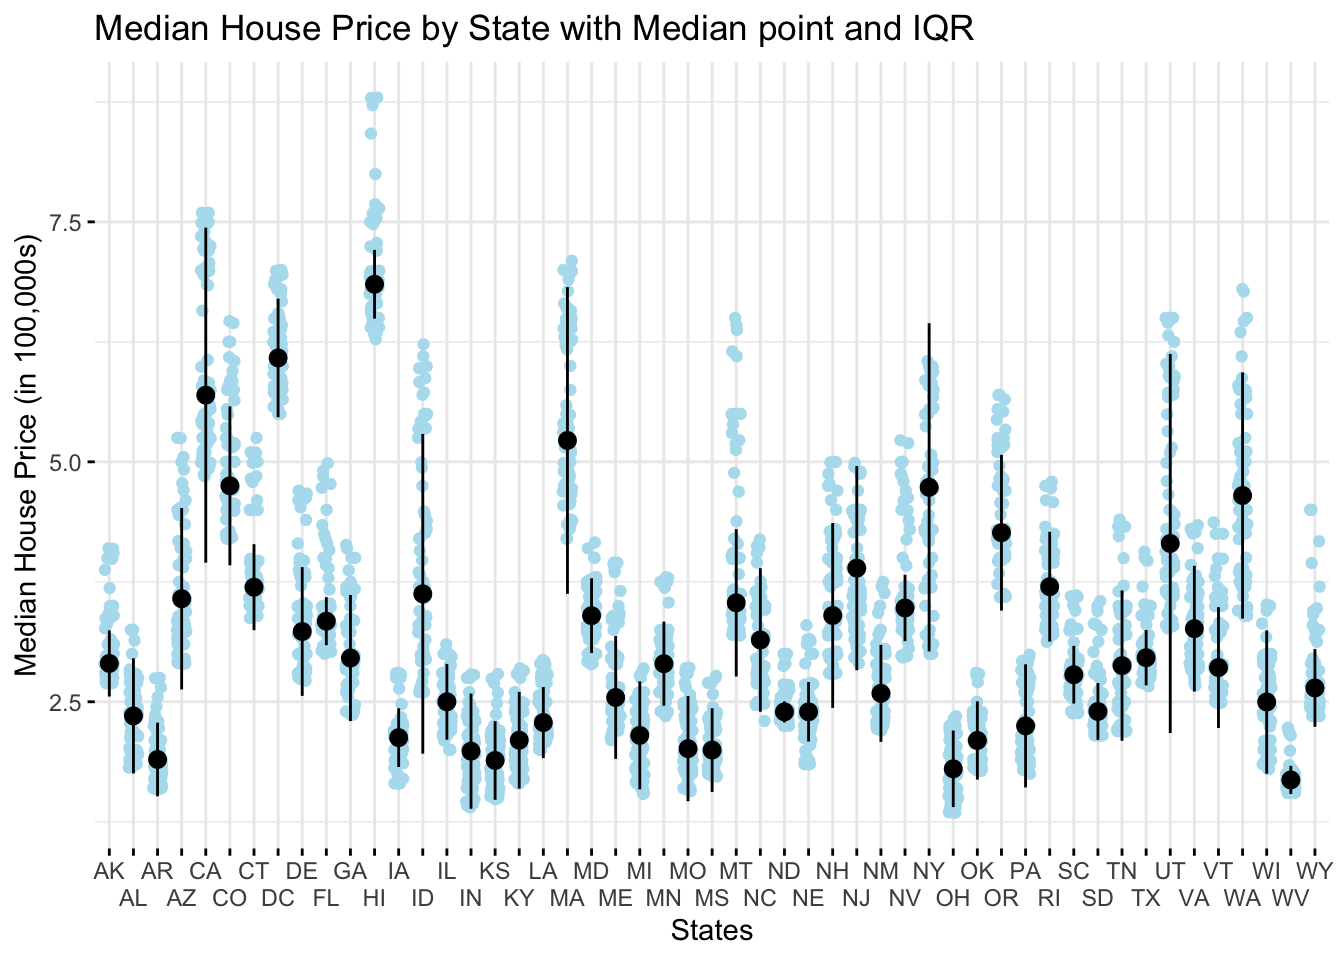 Median House Price by State with Median point and IQR
Median House Price (in 100,000s)
7.5
5.0
2.5
AK AR CA CT DE GA IA IL KS LA MD MI MO MT ND NH NM NY OK PA SC TN UT VT WI WY
AL AZ CO DC FL HI ID IN KY MA ME MN MS NC NE NJ NV OH OR RI SD TX VA WA WV
States